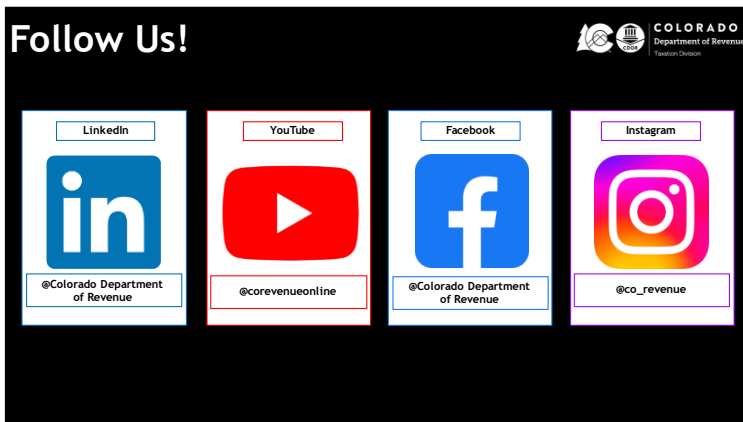 Follow Us!
COLORADO
Department of Revenue
Taxation Division
CDOR
LinkedIn
in
@Colorado Department
of Revenue
YouTube
@corevenueonline
Facebook
f
@Colorado Department
of Revenue
Instagram
@co_revenue